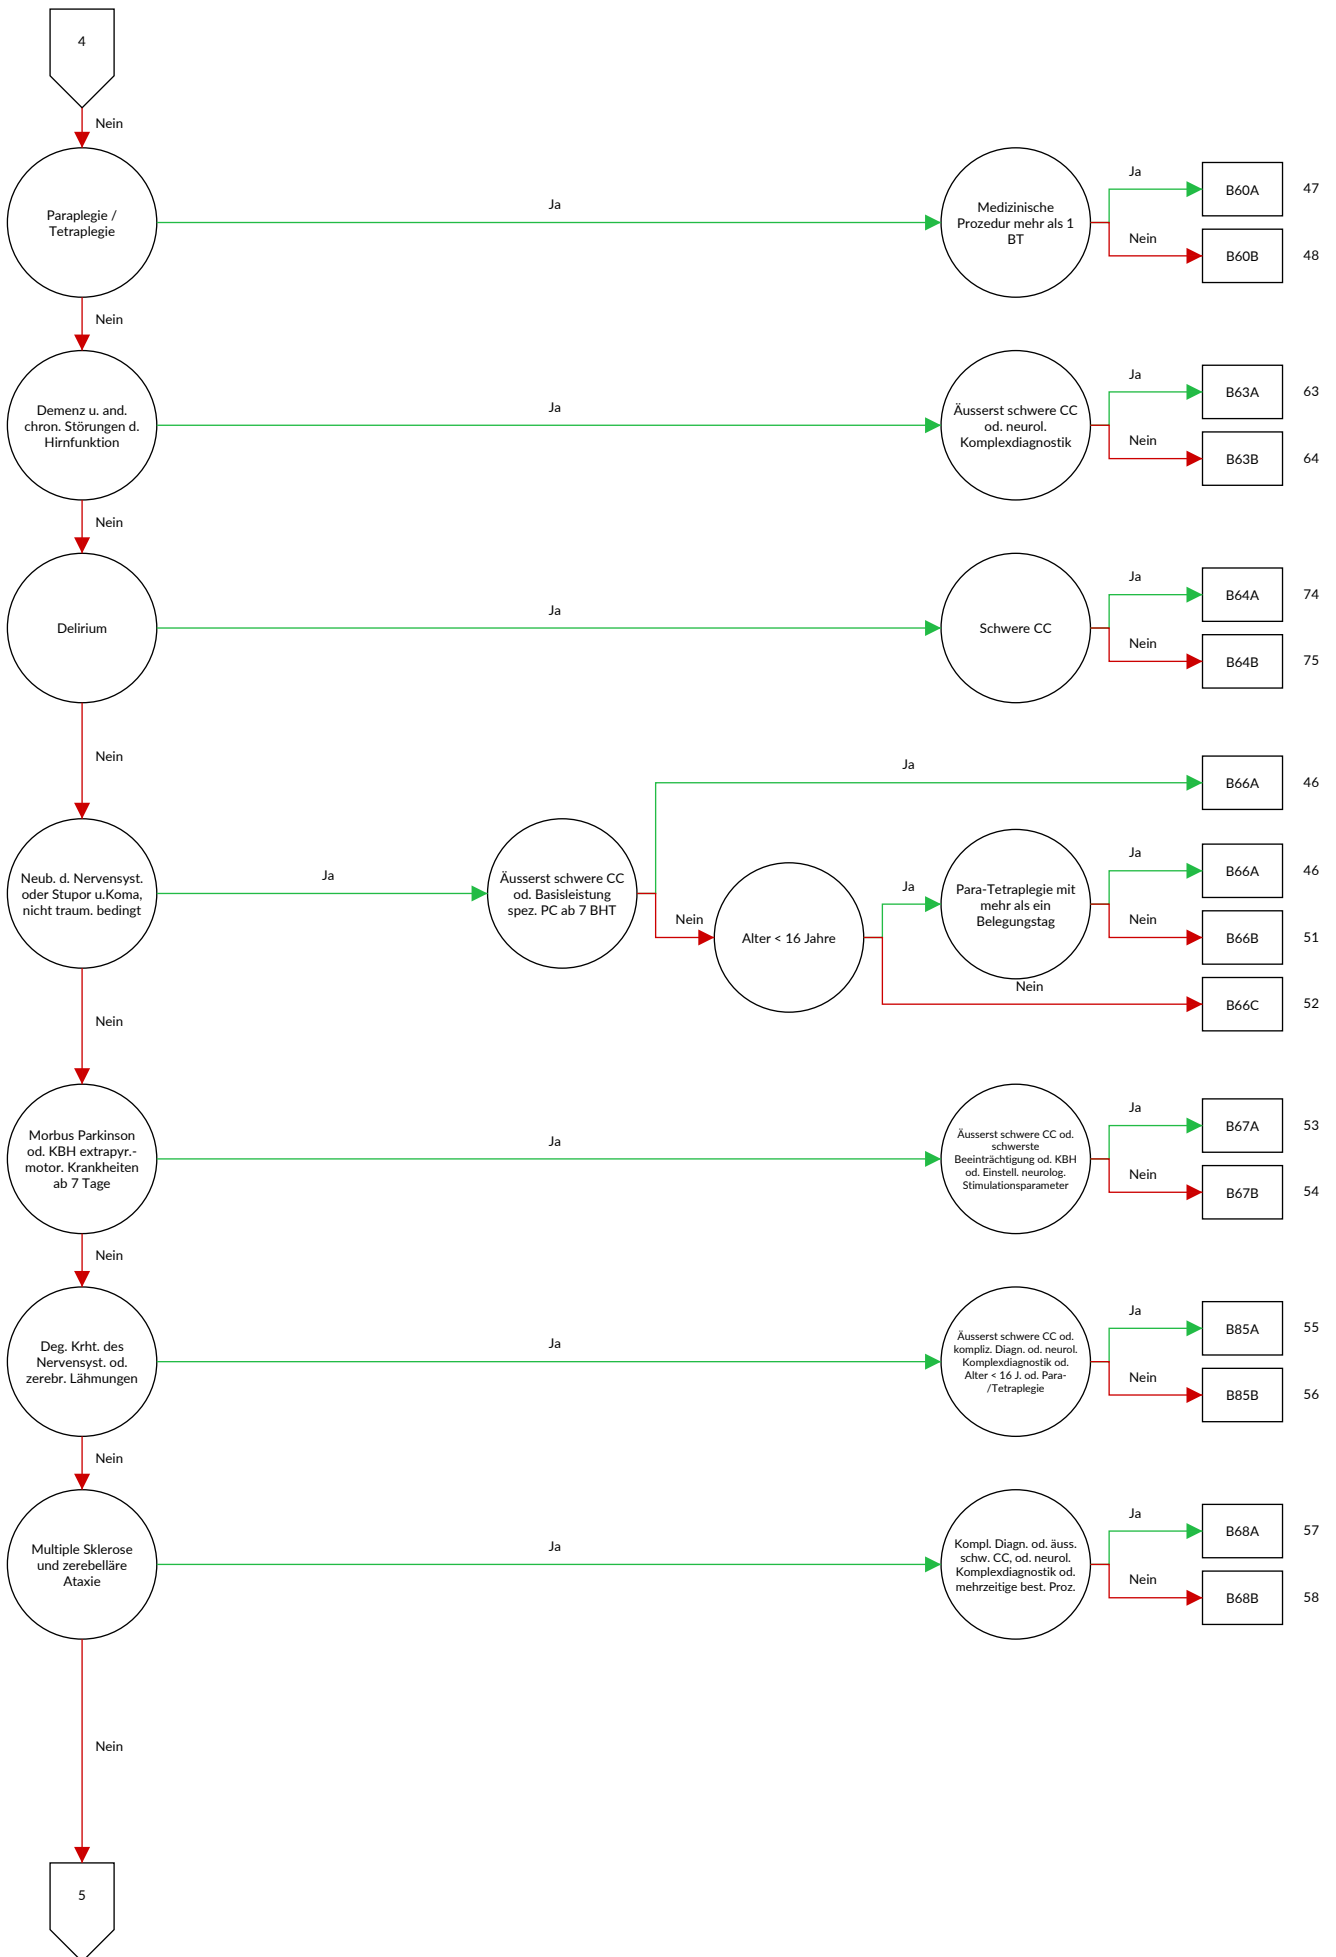 4
Nein
Paraplegie /
Tetraplegie
Ja
Medizinische
Prozedur mehr als 1
BT
Ja
B60A
47
Nein
B60B
48
Nein
Demenz u. and.
chron. Störungen d.
Hirnfunktion
Ja
Äusserst schwere CC
od. neurol.
Komplexdiagnostik
Ja
B63A
63
Nein
B63B
64
Nein
Delirium
Ja
Schwere CC
Ja
B64A
74
Nein
B64B
75
Nein
Neub. d. Nervensyst.
oder Stupor u.Koma,
nicht traum. bedingt
Ja
Äusserst schwere CC
od. Basisleistung
spez. PC ab 7 BHT
Ja
B66A
46
Nein
Alter < 16 Jahre
Ja
Para-Tetraplegie mit
mehr als ein
Belegungstag
Ja
B66A
46
Nein
B66B
51
Nein
B66C
52
Nein
Morbus Parkinson
od. KBH extrapyr.-
motor. Krankheiten
ab 7 Tage
Ja
Äusserst schwere CC od.
schwerste
Beeinträchtigung od. KBH
od. Einstell. neurolog.
Stimulationsparameter
Ja
B67A
53
Nein
B67B
54
Nein
Deg. Krht. des
Nervensyst. od.
zerebr. Lähmungen
Ja
Äusserst schwere CC od.
kompliz. Diagn. od. neurol.
Komplexdiagnostik od.
Alter < 16 J. od. Para-
/Tetraplegie
Ja
B85A
55
Nein
B85B
56
Nein
Multiple Sklerose
und zerebelläre
Ataxie
Ja
Kompl. Diagn. od. äuss.
schw. CC, od. neurol.
Komplexdiagnostik od.
mehrzeitige best. Proz.
Ja
B68A
57
Nein
B68B
58
Nein
5